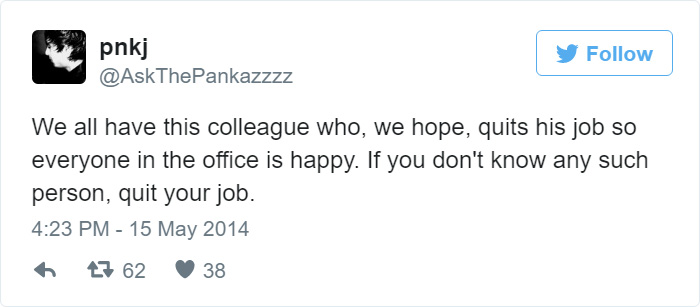 pnkj
@AskThePankazzzz
Follow
We all have this colleague who, we hope, quits his job so
everyone in the office is happy. If you don't know any such
person, quit your job.
4:23 PM - 15 May 2014
62 38